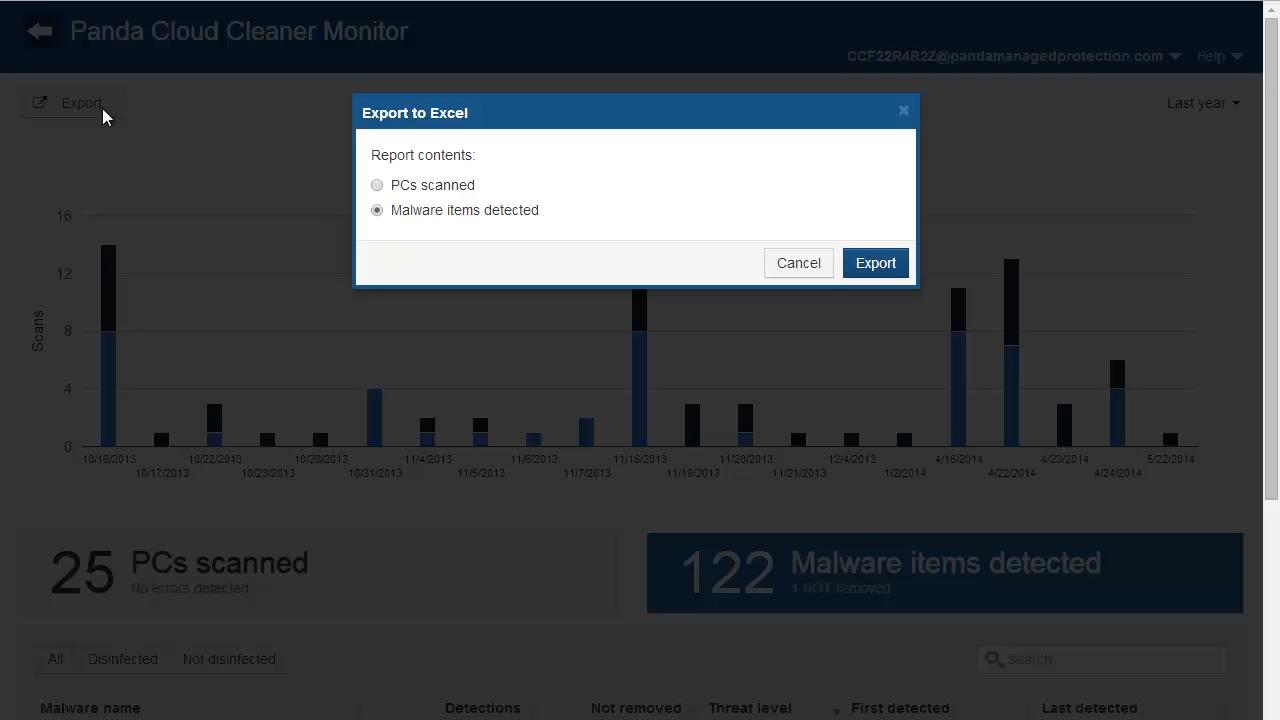 Panda Cloud Cleaner Monitor
CCF22R4R2Z@pandamanagedprotection.com Help
Export
Last year
Export to Excel
Report contents:
PCs scanned
Malware items detected
Cancel Export
Scans
16
12
8
4
0
10/16/2013 10/22/2013 10/28/2013 11/4/2013 11/6/2013 11/18/2013 11/20/2013 12/4/2013 4/16/2014 4/23/2014 5/22/2014
10/17/2013 10/23/2013 10/31/2013 11/5/2013 11/7/2013 11/19/2013 11/21/2013 1/2/2014 4/22/2014 4/24/2014
25 PCs scanned
No errors detected
122 Malware items detected
1 NOT removed
All Disinfected Not disinfected
Search
Malware name Detections Not removed Threat level First detected Last detected